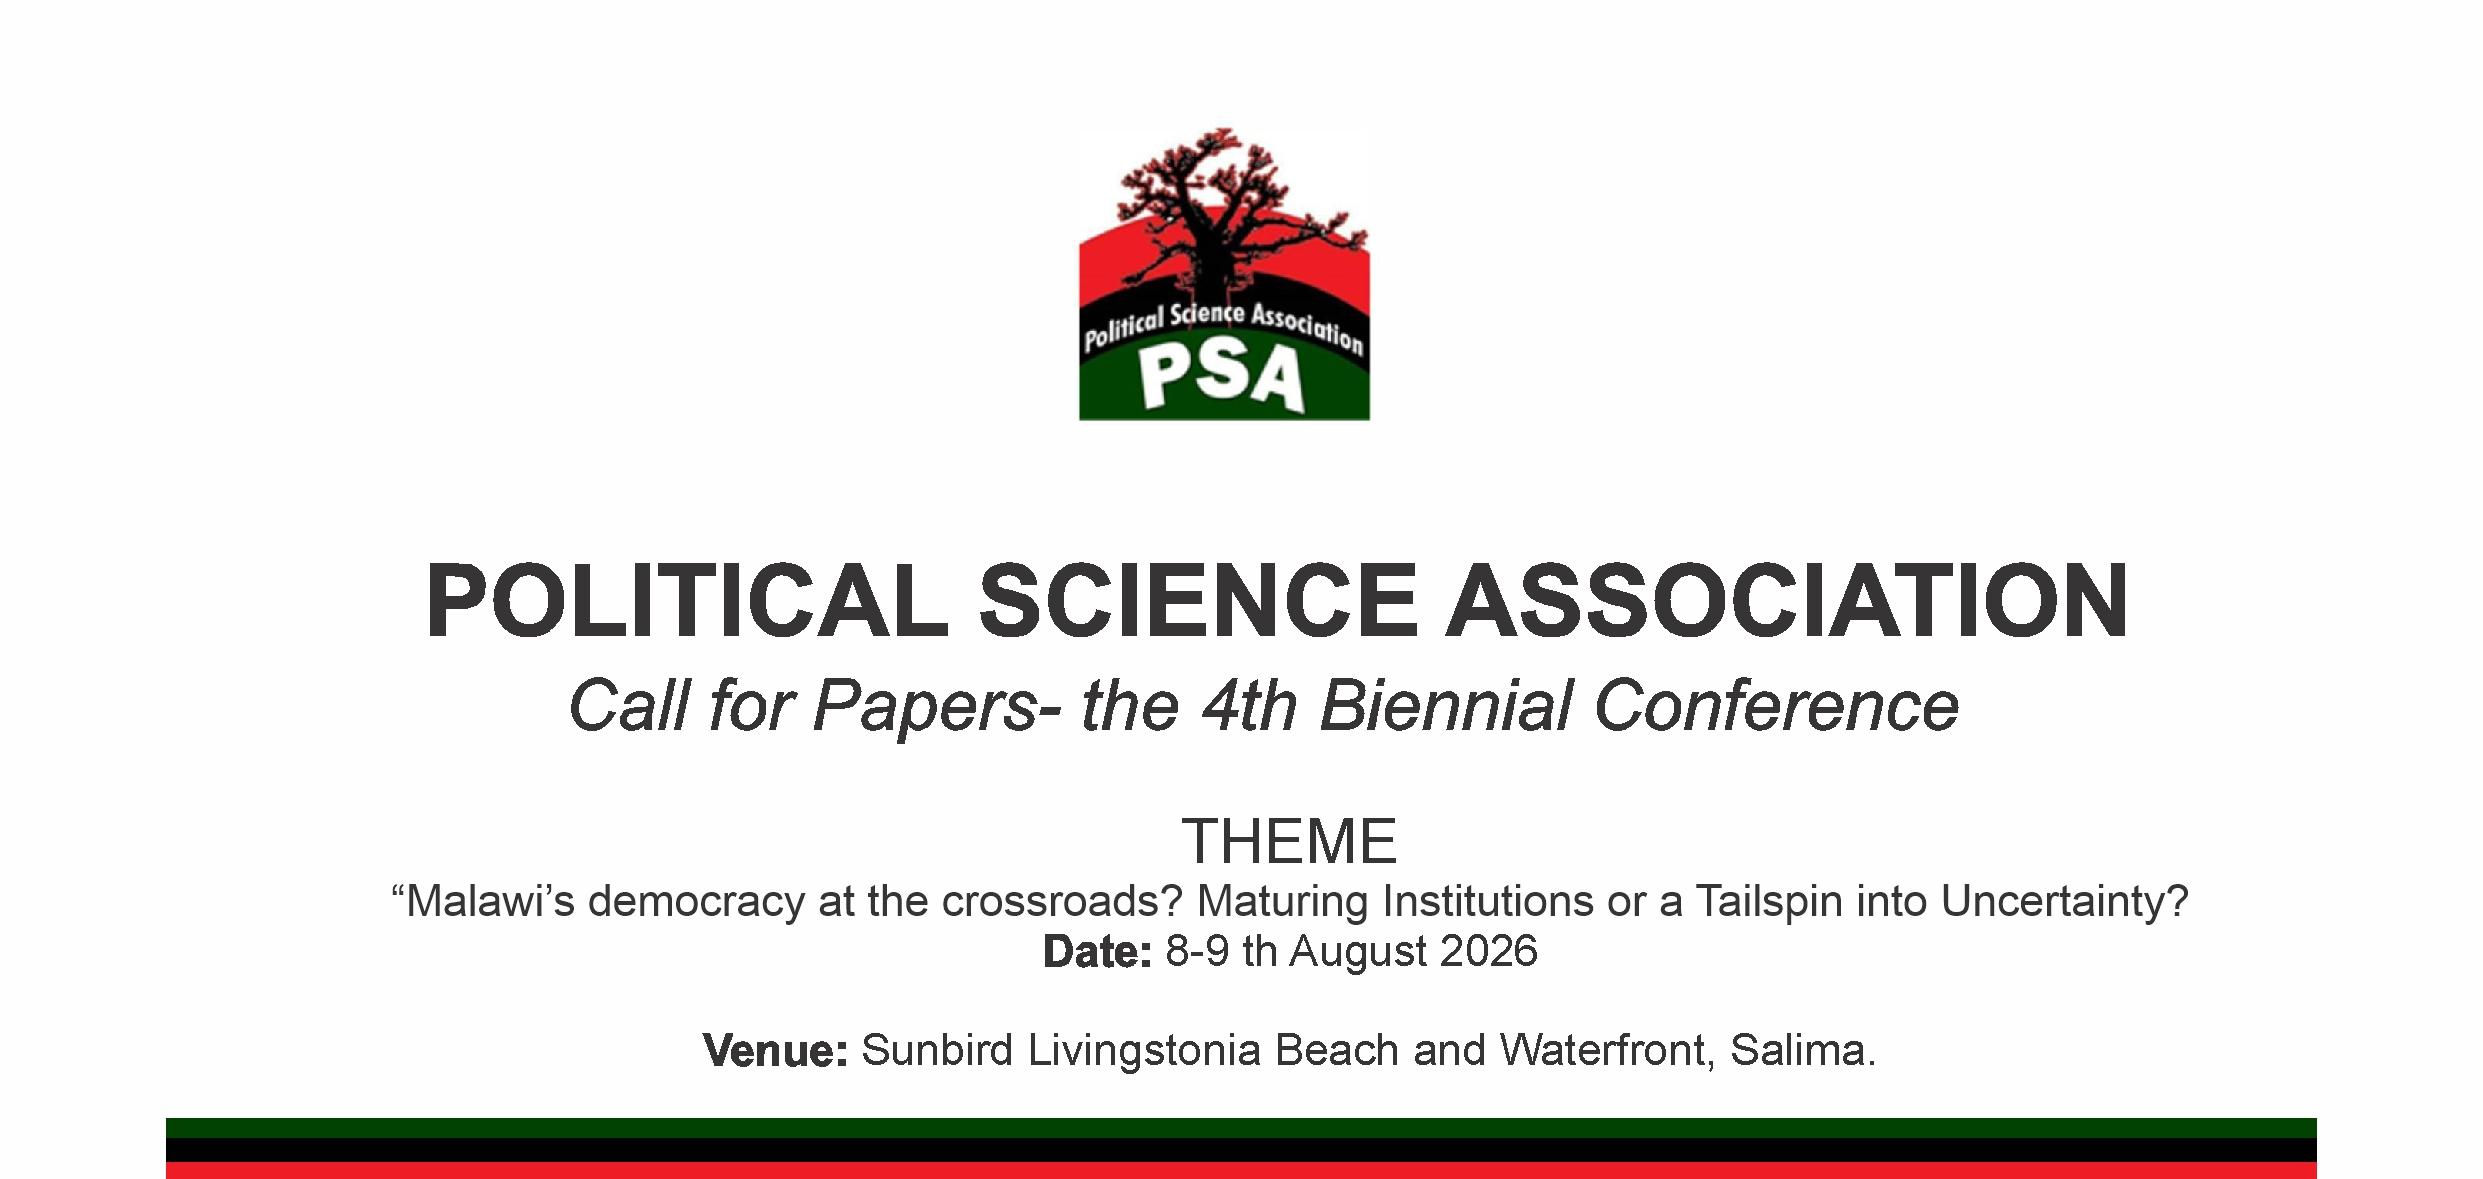 Political Science Association
PSA
POLITICAL SCIENCE ASSOCIATION
Call for Papers- the 4th Biennial Conference
THEME
“Malawi’s democracy at the crossroads? Maturing Institutions or a Tailspin into Uncertainty?
Date: 8-9 th August 2026
Venue: Sunbird Livingstonia Beach and Waterfront, Salima.